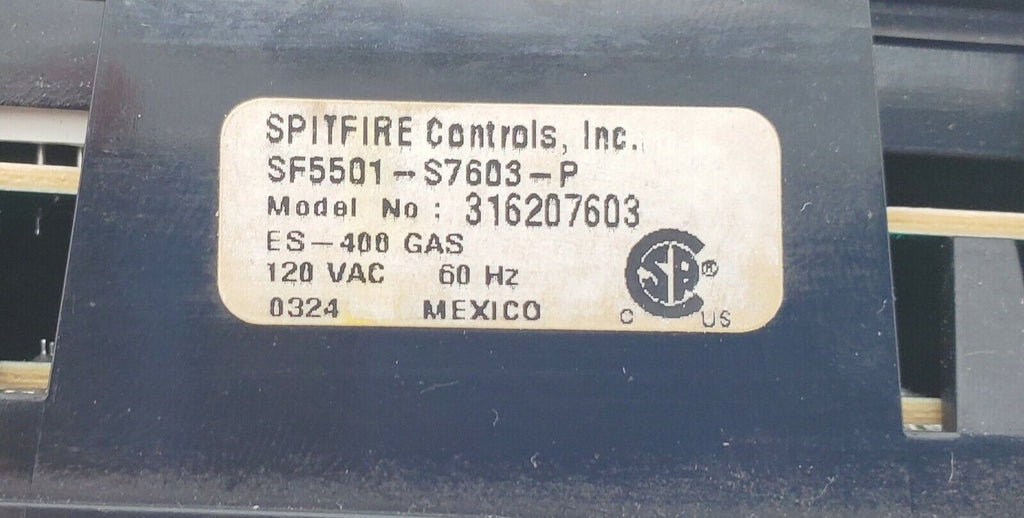 SPITFIRE Controls, Inc.
SF5501-S7603-P
Model No: 316207603
ES-400 GAS
120 VAC 60 Hz
0324 MEXICO
SP®
C US